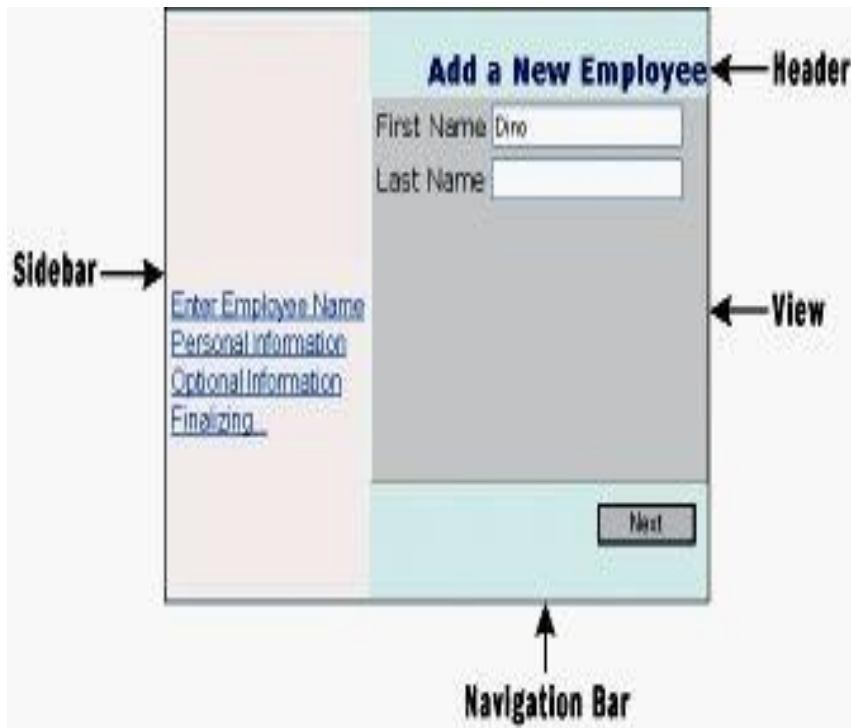 Add a New Employee
Header
First Name Dino
Last Name
Sidebar
Enter Employee Name
Personal Information
Optional Information
Finalizing...
View
Next
Navigation Bar